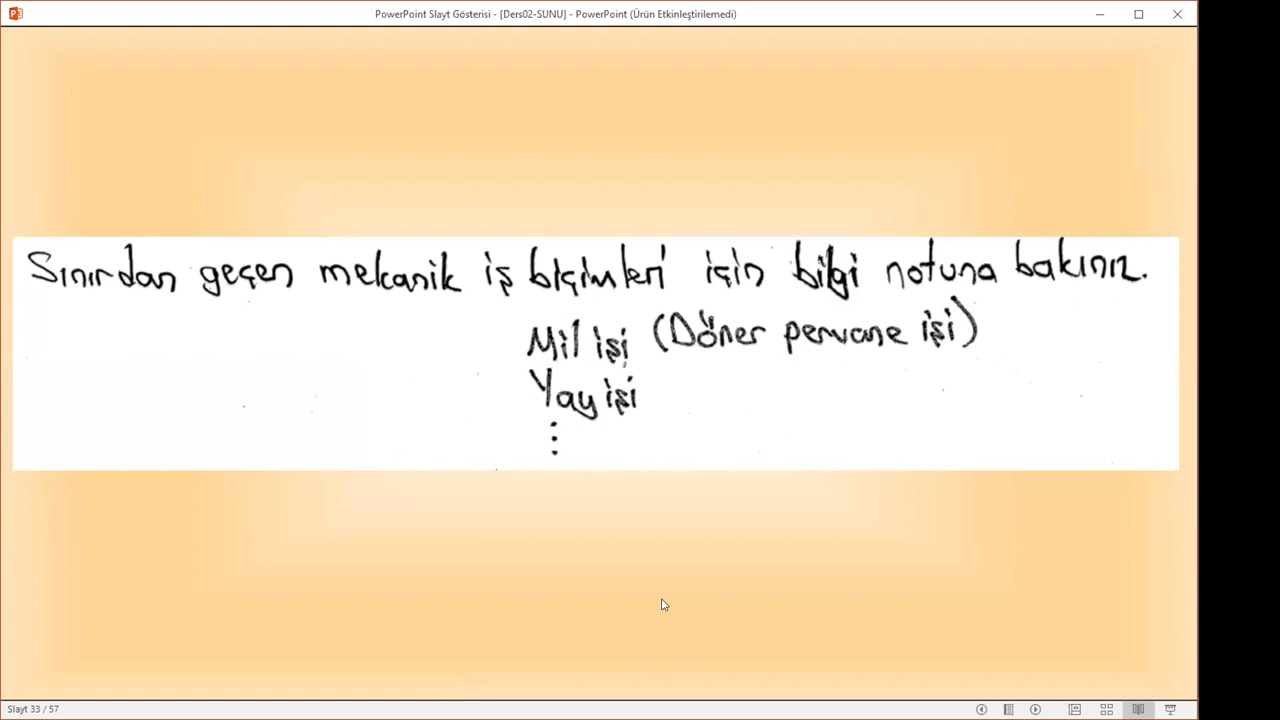 PowerPoint Slayt Gösterisi - [Ders02-SUNU] - PowerPoint (Ürün Etkinleştirilemedi)
Sınırdan geçen mekanik iş biçimleri için bilgi notuna bakınız.
Mil işi (Döner pervane işi)
Yay işi
⋮
Slayt 33 / 57